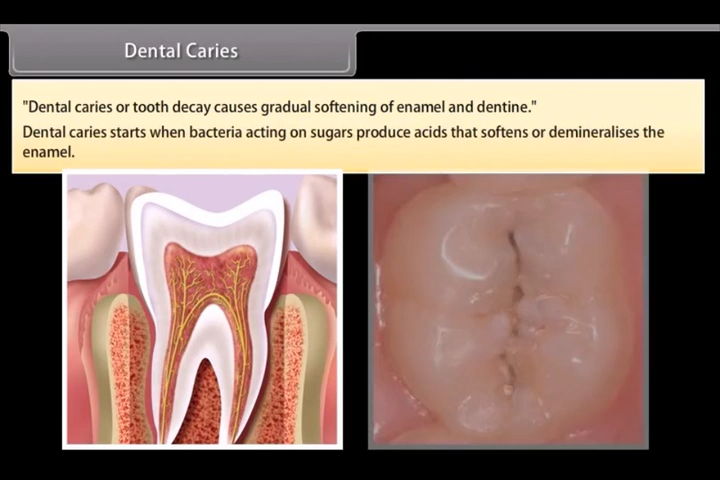 Dental Caries
"Dental caries or tooth decay causes gradual softening of enamel and dentine."
Dental caries starts when bacteria acting on sugars produce acids that softens or demineralises the
enamel.